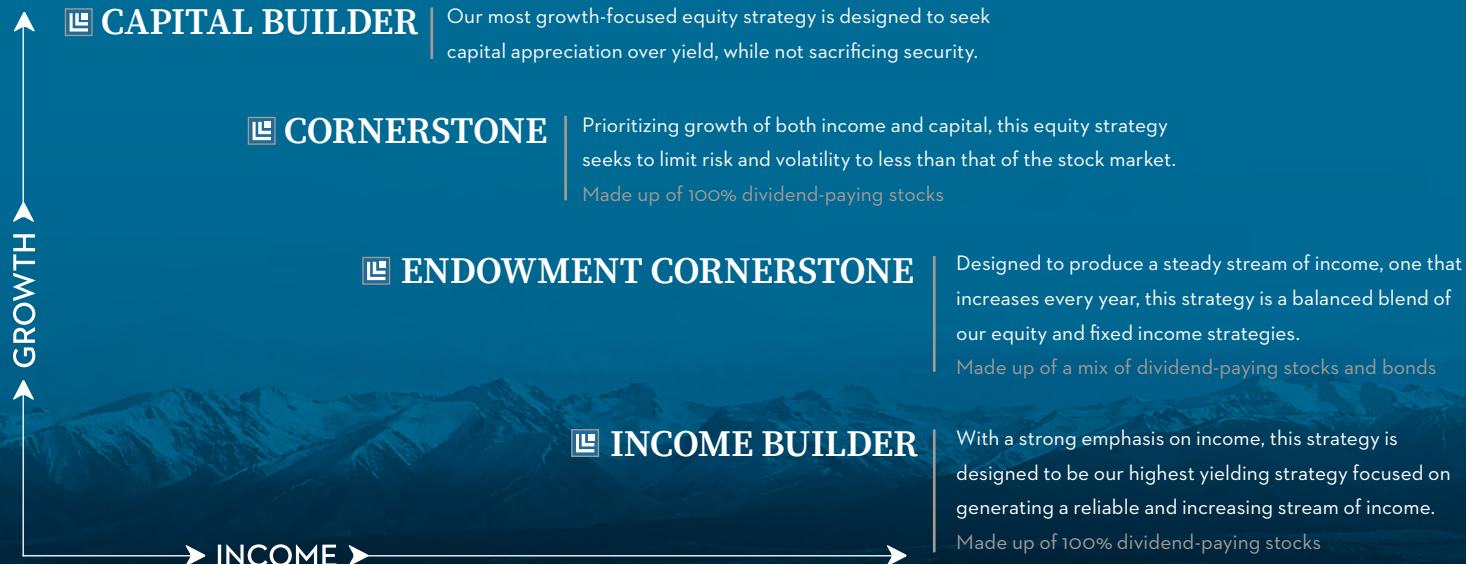 CAPITAL BUILDER
Our most growth-focused equity strategy is designed to seek
capital appreciation over yield, while not sacrificing security.
CORNERSTONE
Prioritizing growth of both income and capital, this equity strategy
seeks to limit risk and volatility to less than that of the stock market.
Made up of 100% dividend-paying stocks
GROWTH
ENDOWMENT CORNERSTONE
Designed to produce a steady stream of income, one that
increases every year, this strategy is a balanced blend of
our equity and fixed income strategies.
Made up of a mix of dividend-paying stocks and bonds
INCOME BUILDER
With a strong emphasis on income, this strategy is
designed to be our highest yielding strategy focused on
generating a reliable and increasing stream of income.
Made up of 100% dividend-paying stocks
INCOME